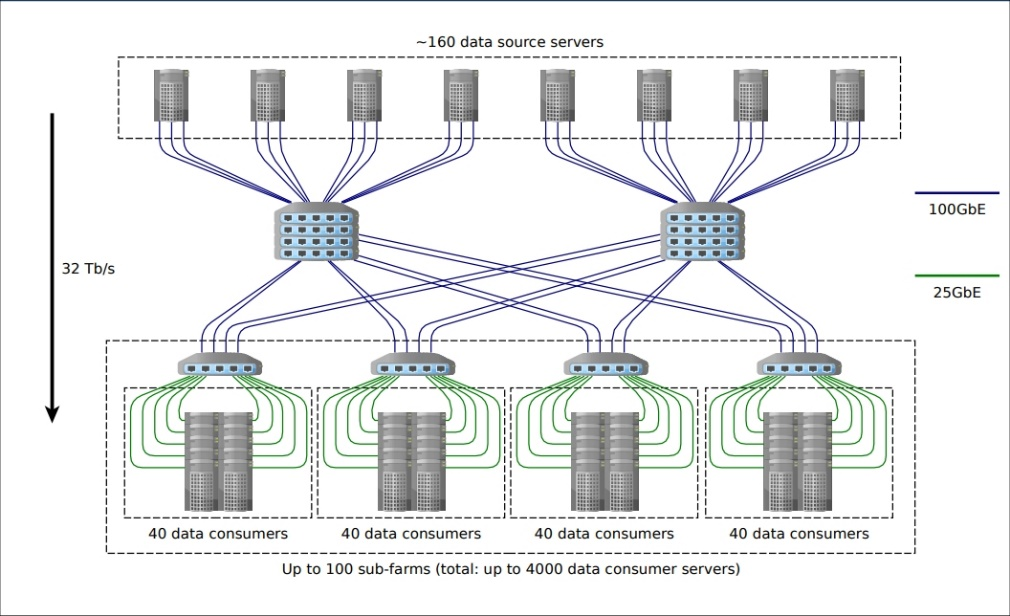 ~160 data source servers
100GbE
32 Tb/s
25GbE
40 data consumers
40 data consumers
40 data consumers
40 data consumers
Up to 100 sub-farms (total: up to 4000 data consumer servers)